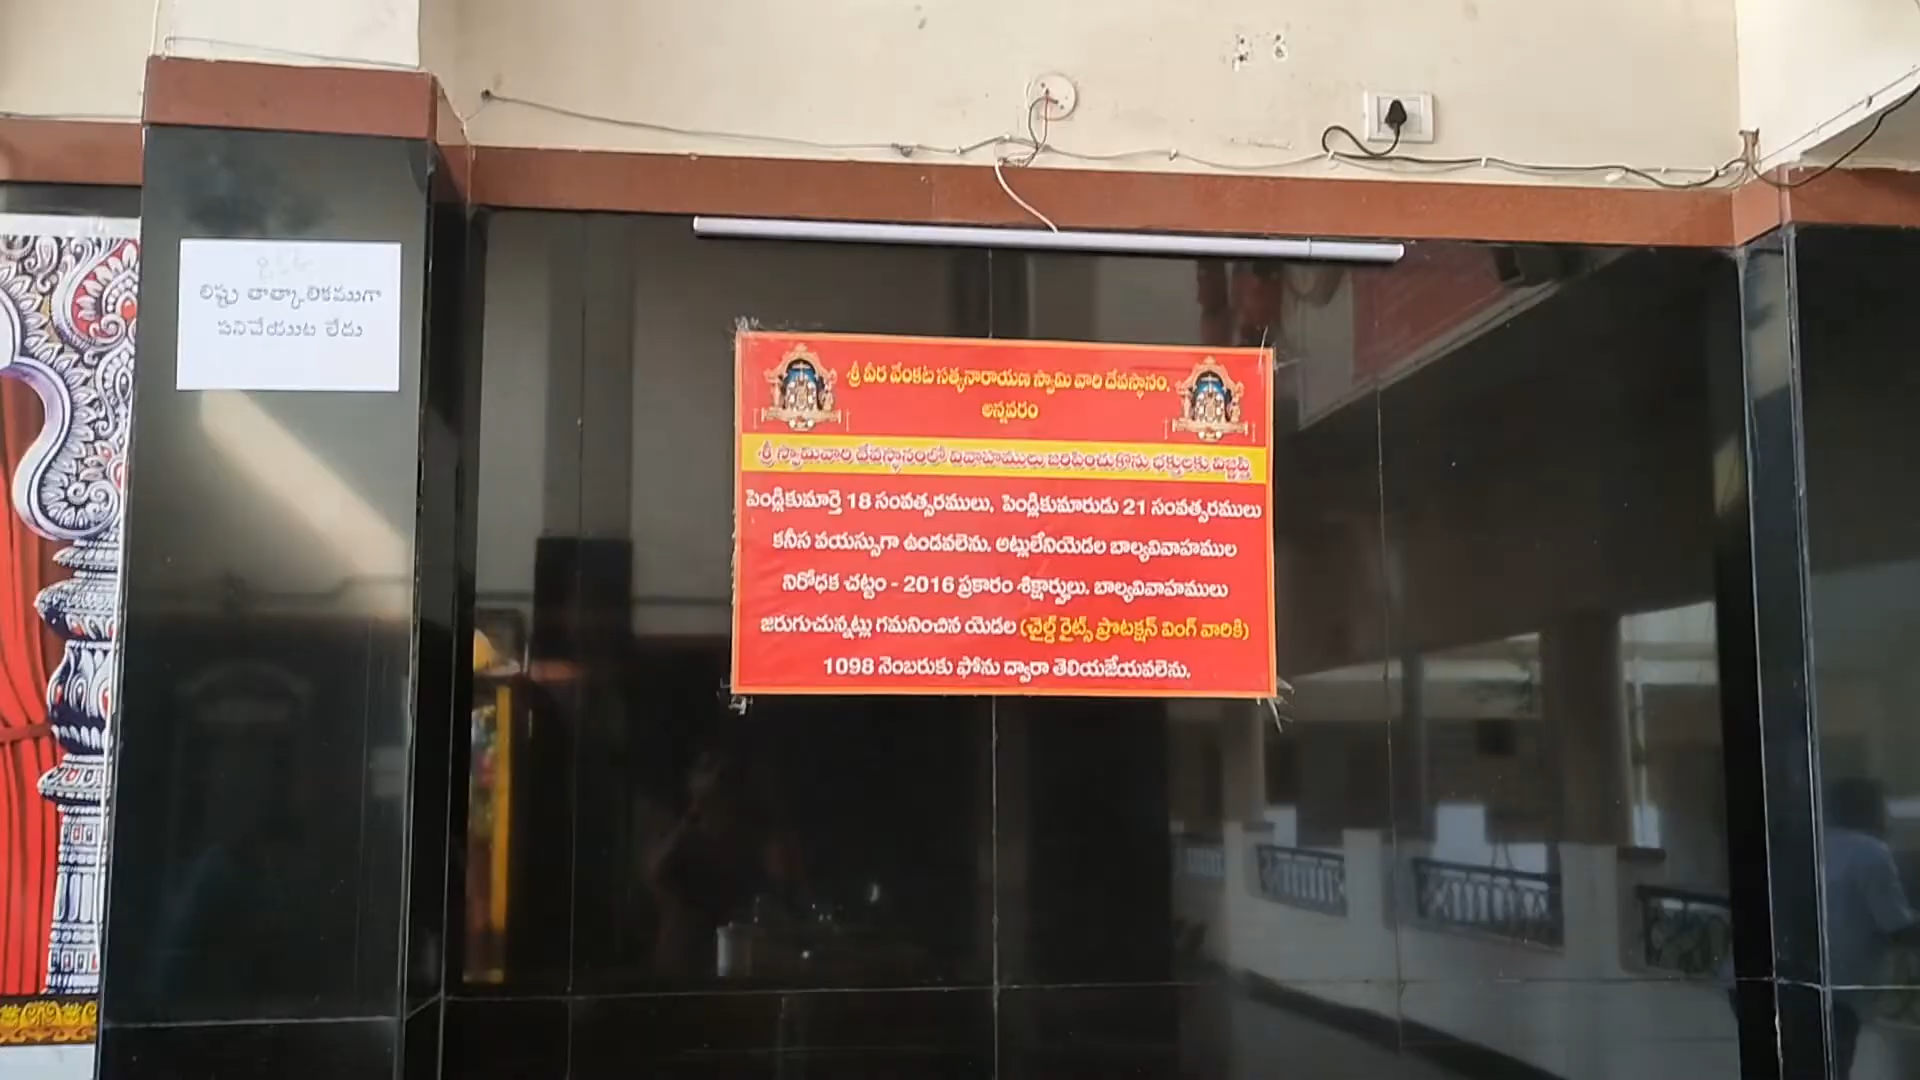 లిఫ్టు తాత్కాలికముగా
పనిచేయుట లేదు
శ్రీ వీర వేంకట సత్యనారాయణ స్వామి వారి దేవస్థానం.
అన్నవరం
శ్రీ స్వామివారి దేవస్థానంలో వివాహములు జరిపించుకొను భక్తులకు విజ్ఞప్తి
పెండ్లికుమార్తె 18 సంవత్సరములు, పెండ్లికుమారుడు 21 సంవత్సరములు
కనీస వయస్సుగా ఉండవలెను. అట్లులేనియెడల బాల్యవివాహముల
నిరోధక చట్టం - 2016 ప్రకారం శిక్షార్హులు. బాల్యవివాహములు
జరుగుచున్నట్లు గమనించిన యెడల (చైల్డ్ రైట్స్ ప్రొటక్షన్ వింగ్ వారికి)
1098 నెంబరుకు ఫోను ద్వారా తెలియజేయవలెను.